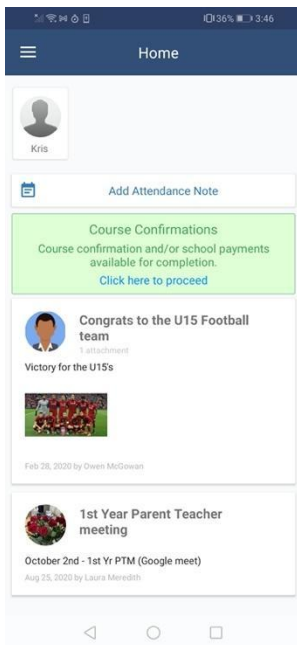 36% 3:46
Home
Kris
Add Attendance Note
Course Confirmations
Course confirmation and/or school payments
available for completion.
Click here to proceed
Congrats to the U15 Football
team
1 attachment
Victory for the U15's
Feb 28, 2020 by Owen McGowan
1st Year Parent Teacher
meeting
October 2nd - 1st Yr PTM (Google meet)
Aug 25, 2020 by Laura Meredith